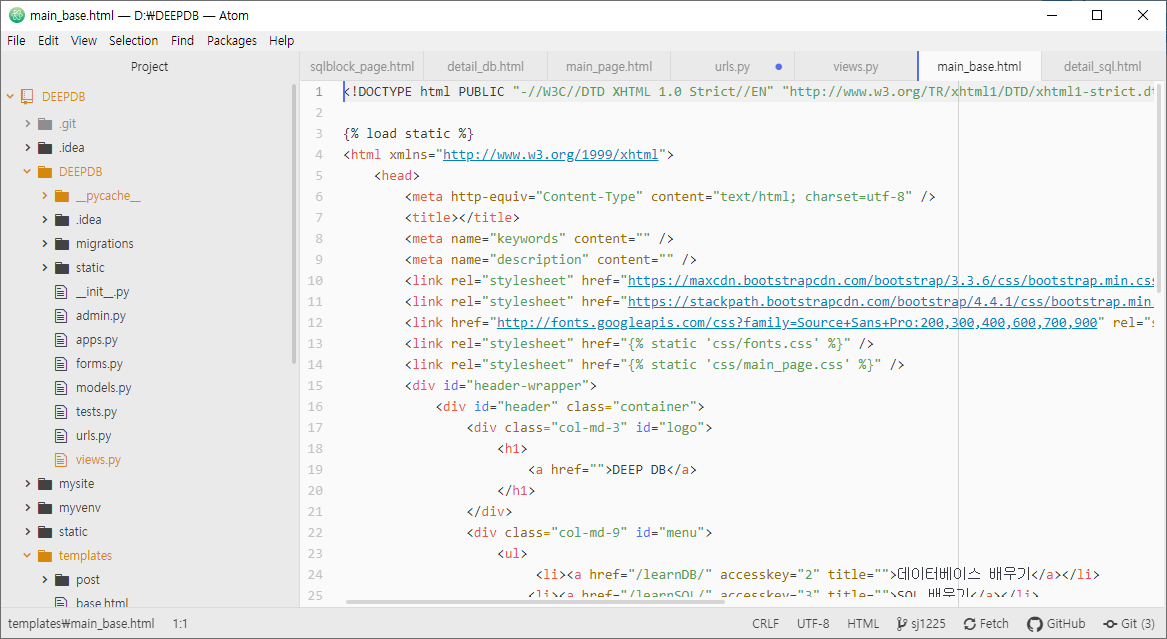 main_base.html — D:₩DEEPDB — Atom
File Edit View Selection Find Packages Help
Project
sqlblock_page.html detail_db.html main_page.html urls.py views.py main_base.html detail_sql.html
DEEPDB
.git
.idea
DEEPDB
__pycache__
.idea
migrations
static
__init__.py
admin.py
apps.py
forms.py
models.py
tests.py
urls.py
views.py
mysite
myvenv
static
templates
post
base.html
1 <!DOCTYPE html PUBLIC "-//W3C//DTD XHTML 1.0 Strict//EN" "http://www.w3.org/TR/xhtml1/DTD/xhtml1-strict.dt
2
3 {% load static %}
4 <html xmlns="http://www.w3.org/1999/xhtml">
5 <head>
6 <meta http-equiv="Content-Type" content="text/html; charset=utf-8" />
7 <title></title>
8 <meta name="keywords" content="" />
9 <meta name="description" content="" />
10 <link rel="stylesheet" href="https://maxcdn.bootstrapcdn.com/bootstrap/3.3.6/css/bootstrap.min.css
11 <link rel="stylesheet" href="https://stackpath.bootstrapcdn.com/bootstrap/4.4.1/css/bootstrap.min.
12 <link href="http://fonts.googleapis.com/css?family=Source+Sans+Pro:200,300,400,600,700,900" rel="s
13 <link rel="stylesheet" href="{% static 'css/fonts.css' %}" />
14 <link rel="stylesheet" href="{% static 'css/main_page.css' %}" />
15 <div id="header-wrapper">
16 <div id="header" class="container">
17 <div class="col-md-3" id="logo">
18 <h1>
19 <a href="">DEEP DB</a>
20 </h1>
21 </div>
22 <div class="col-md-9" id="menu">
23 <ul>
24 <li><a href="/learnDB/" accesskey="2" title="">데이터베이스 배우기</a></li>
25 <li><a href="/learnSQL/" accesskey="3" title="">SQL 배우기</a></li>
templates₩main_base.html 1:1 CRLF UTF-8 HTML sj1225 Fetch GitHub Git (3)